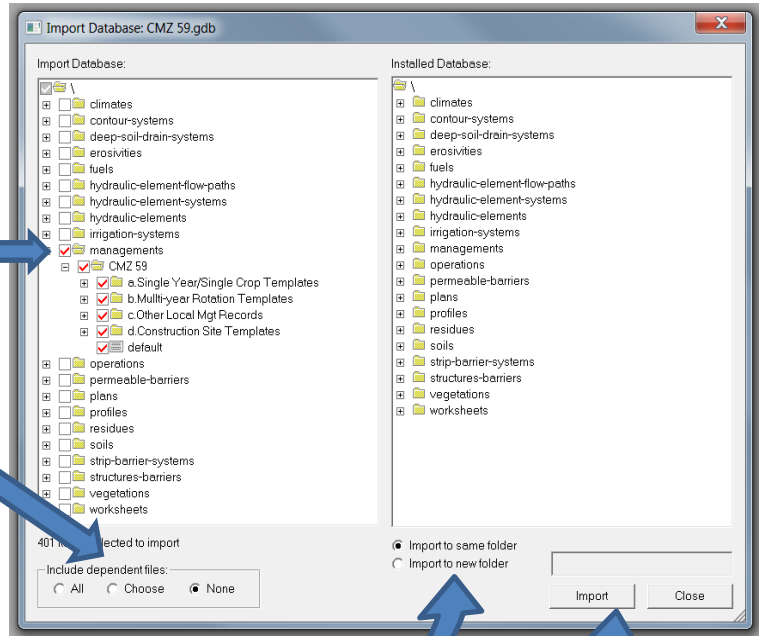 Import Database: CMZ 59.gdb
X
Import Database:
\
climates
contour-systems
deep-soil-drain-systems
erosivities
fuels
hydraulic-element-flow-paths
hydraulic-element-systems
hydraulic-elements
irrigation-systems
managements
CMZ 59
a.Single Year/Single Crop Templates
b.Mullti-year Rotation Templates
c.Other Local Mgt Records
d.Construction Site Templates
default
operations
permeable-barriers
plans
profiles
residues
soils
strip-barrier-systems
structures-barriers
vegetations
worksheets
401 lected to import
Include dependent files:
All Choose None
Installed Database:
\
climates
contour-systems
deep-soil-drain-systems
erosivities
fuels
hydraulic-element-flow-paths
hydraulic-element-systems
hydraulic-elements
irrigation-systems
managements
operations
permeable-barriers
plans
profiles
residues
soils
strip-barrier-systems
structures-barriers
vegetations
worksheets
Import to same folder
Import to new folder
Import Close